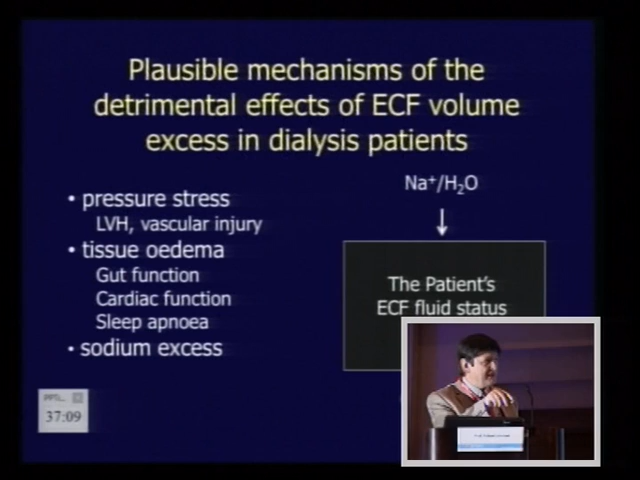 Plausible mechanisms of the
detrimental effects of ECF volume
excess in dialysis patients
• pressure stress
LVH, vascular injury
• tissue oedema
Gut function
Cardiac function
Sleep apnoea
• sodium excess
Na⁺/H₂O
The Patient's
ECF fluid status
37:09